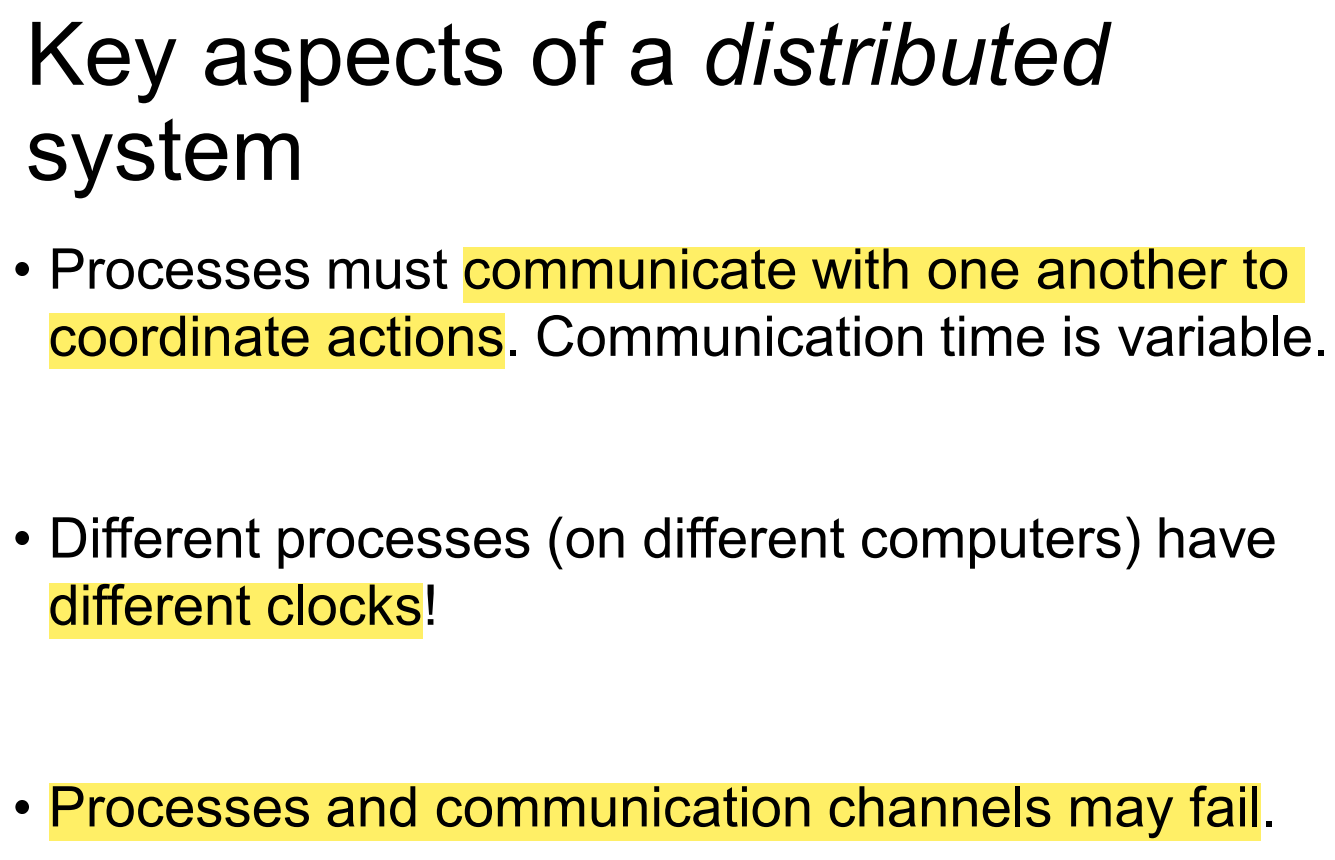 Key aspects of a distributed
system
• Processes must communicate with one another to
coordinate actions. Communication time is variable.
• Different processes (on different computers) have
different clocks!
• Processes and communication channels may fail.